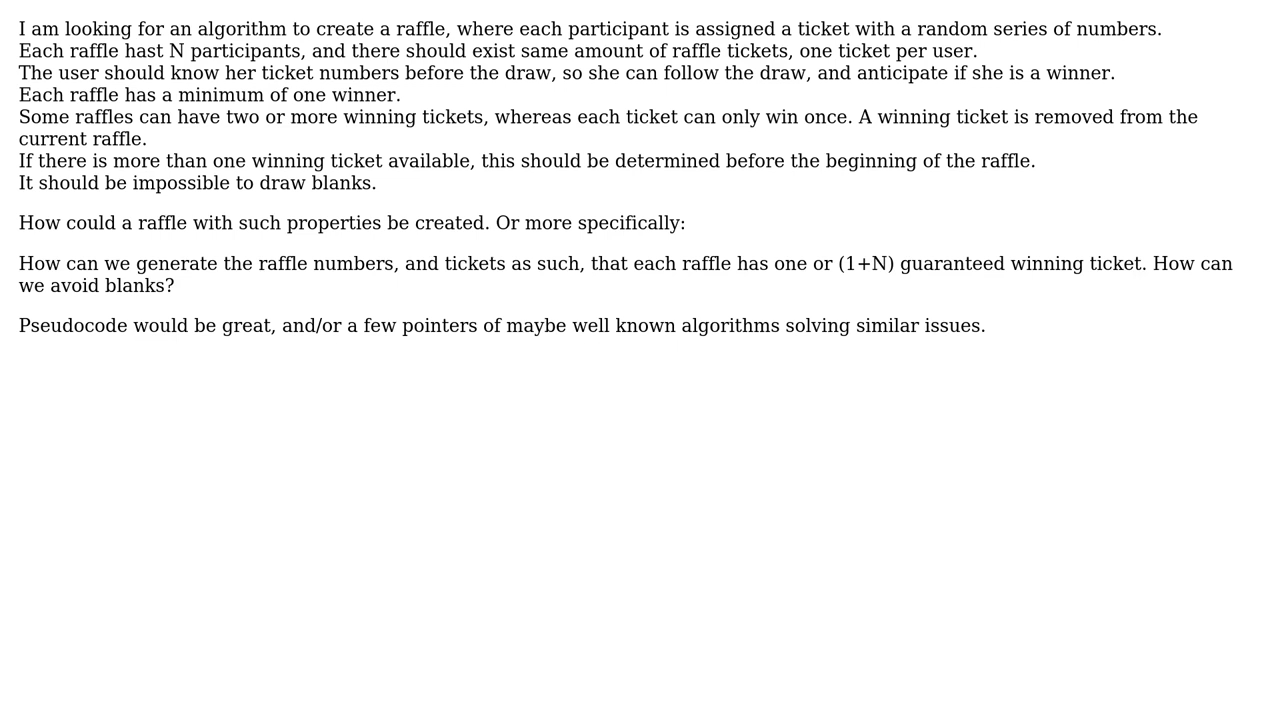 I am looking for an algorithm to create a raffle, where each participant is assigned a ticket with a random series of numbers.
Each raffle hast N participants, and there should exist same amount of raffle tickets, one ticket per user.
The user should know her ticket numbers before the draw, so she can follow the draw, and anticipate if she is a winner.
Each raffle has a minimum of one winner.
Some raffles can have two or more winning tickets, whereas each ticket can only win once. A winning ticket is removed from the
current raffle.
If there is more than one winning ticket available, this should be determined before the beginning of the raffle.
It should be impossible to draw blanks.
How could a raffle with such properties be created. Or more specifically:
How can we generate the raffle numbers, and tickets as such, that each raffle has one or (1+N) guaranteed winning ticket. How can
we avoid blanks?
Pseudocode would be great, and/or a few pointers of maybe well known algorithms solving similar issues.